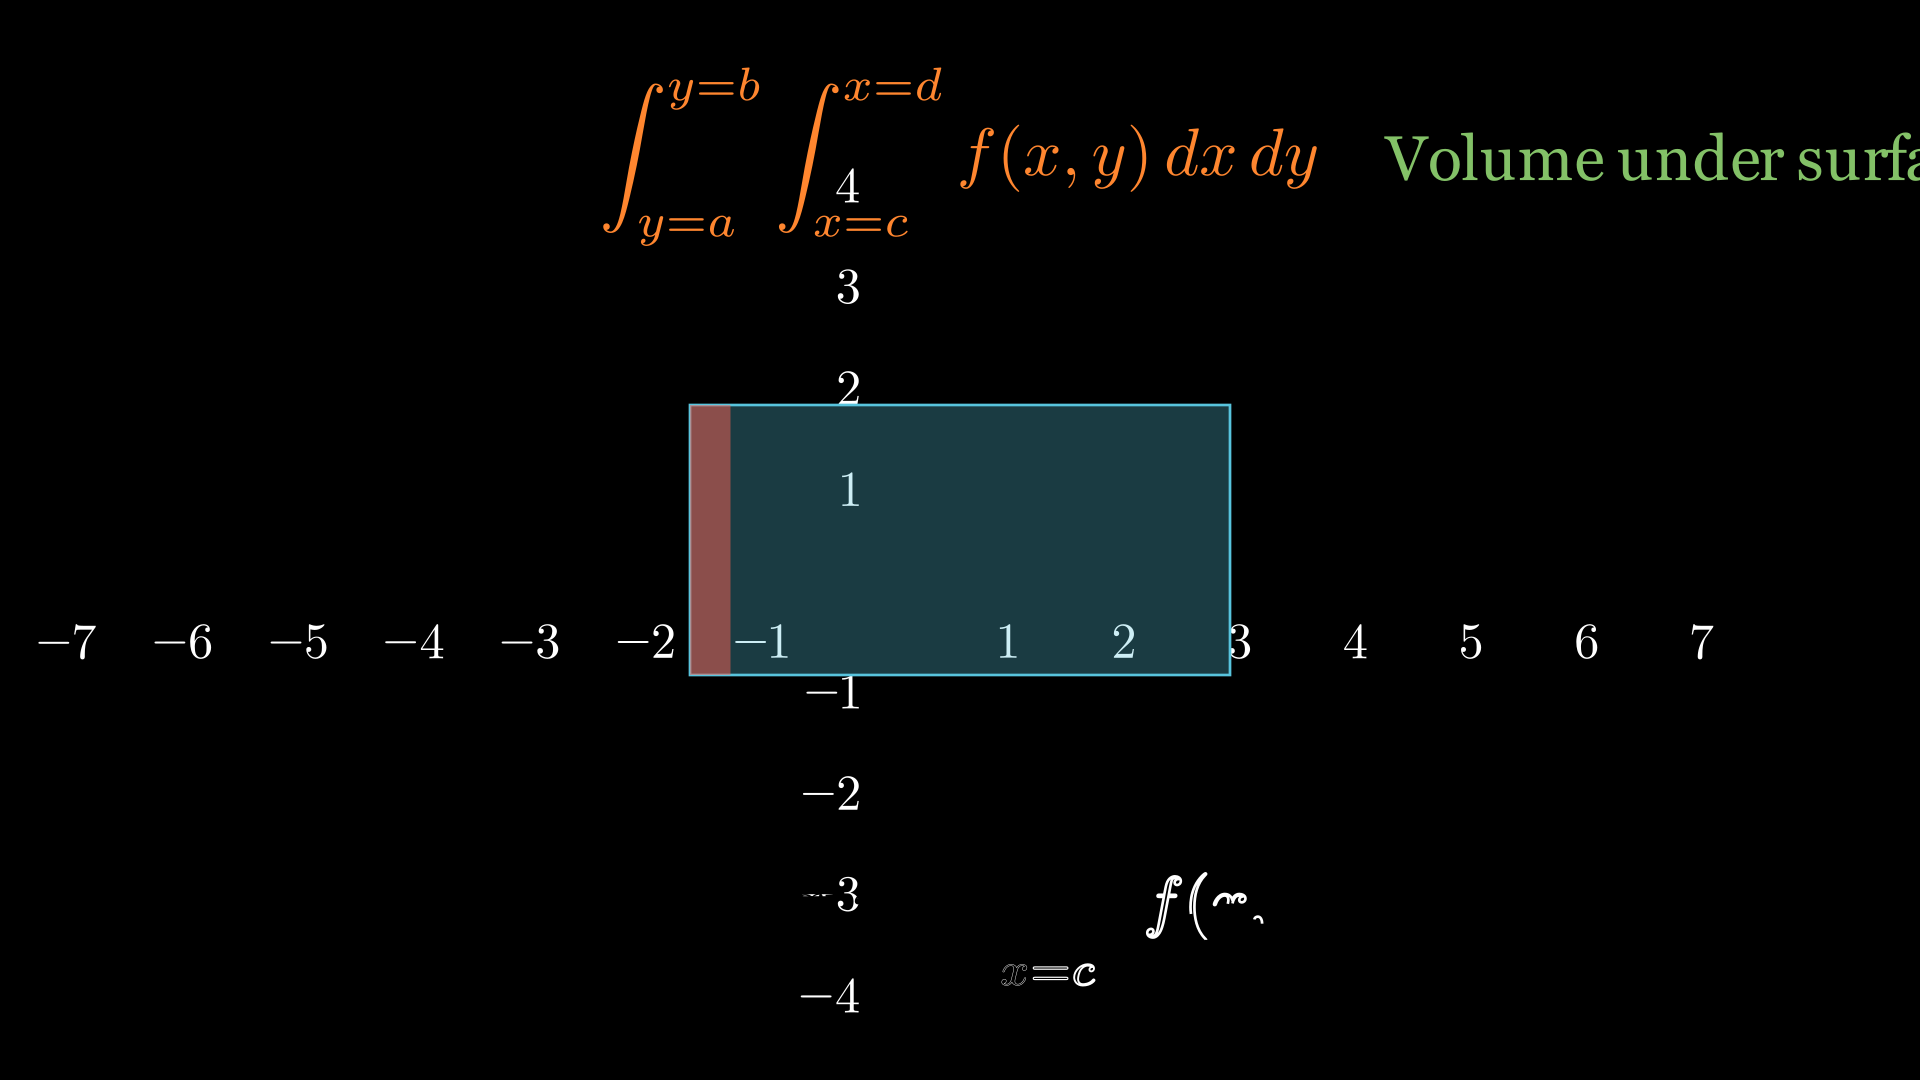 ∫_{y=a}^{y=b} ∫_{x=c}^{x=d} f(x, y) dx dy Volume under
4
3
2
1
−7 −6 −5 −4 −3 −2 −1 1 2 3 4 5 6 7
−1
−2
−3
−4
f(
x=c